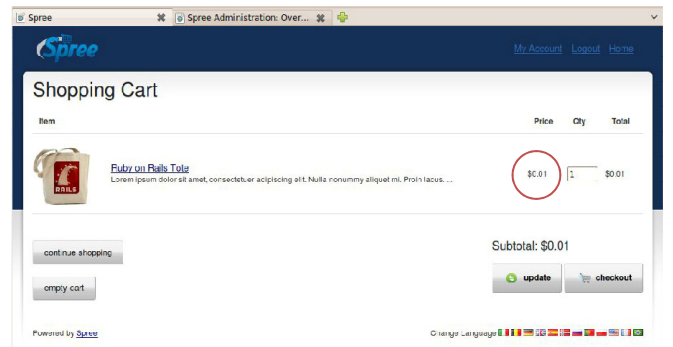 Spree
Spree Administration: Over...
Spree
My Account Logout Home
Shopping Cart
Item Price Qty Total
RAILS
Ruby on Rails Tote
$0.01 1 $0.01
Lorem ipsum dolor sit amet, consectetuer adipiscing elit. Nulla nonummy aliquet mi. Proin lacus. ...
Subtotal: $0.01
continue shopping
update checkout
empty cart
Powered by Spree
Change Language